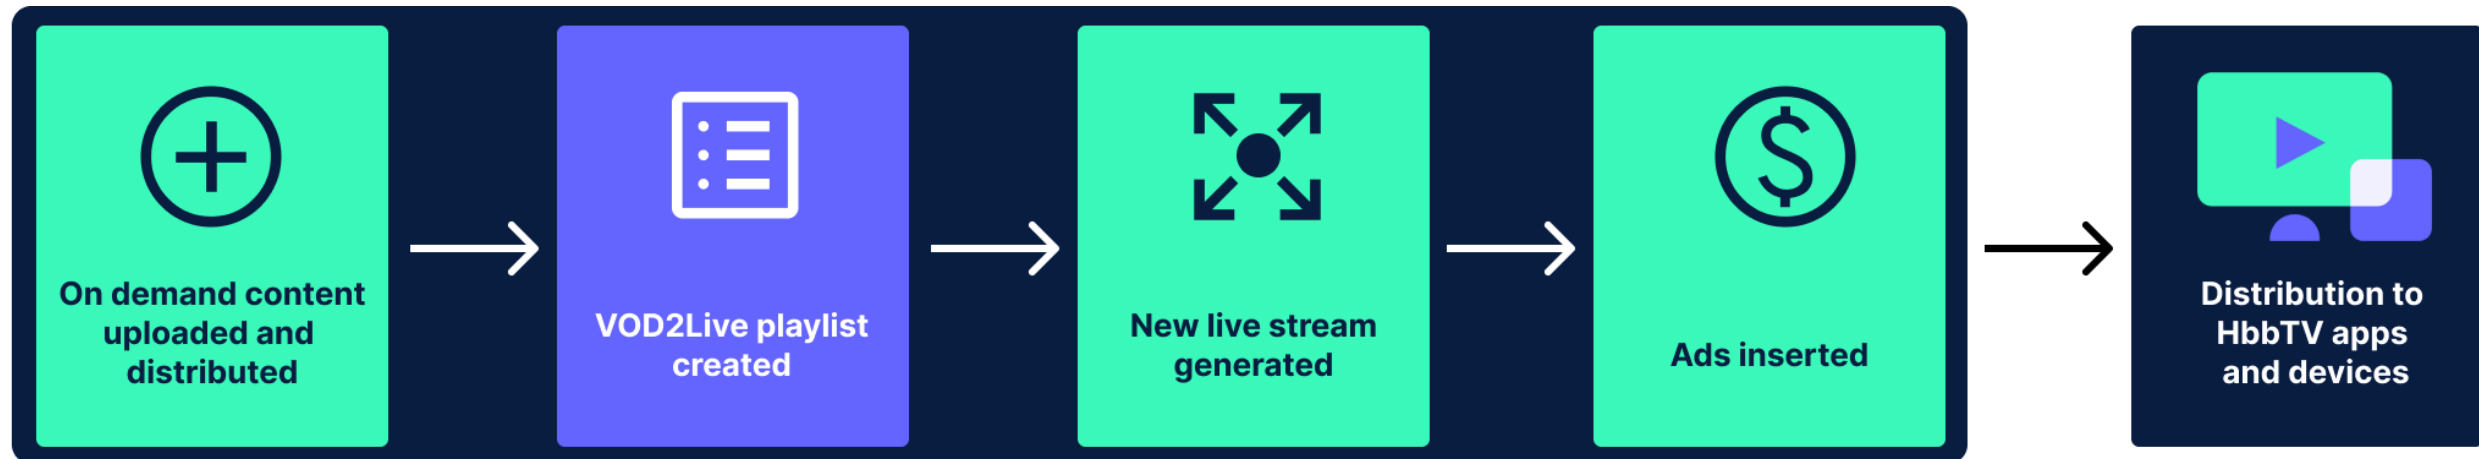 On demand content
uploaded and
distributed
VOD2Live playlist
created
New live stream
generated
Ads inserted
Distribution to
HbbTV apps
and devices